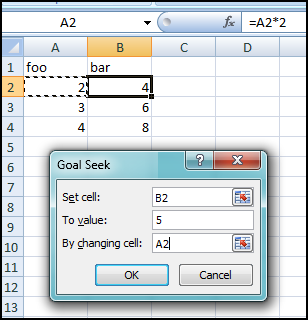 A2 fx =A2*2
A B C D E
1 foo bar
2 2 4
3 3 6
4 4 8
5
6
7
8
9
10
11
12
13
Goal Seek ?
Set cell: B2
To value: 5
By changing cell: A2
OK Cancel